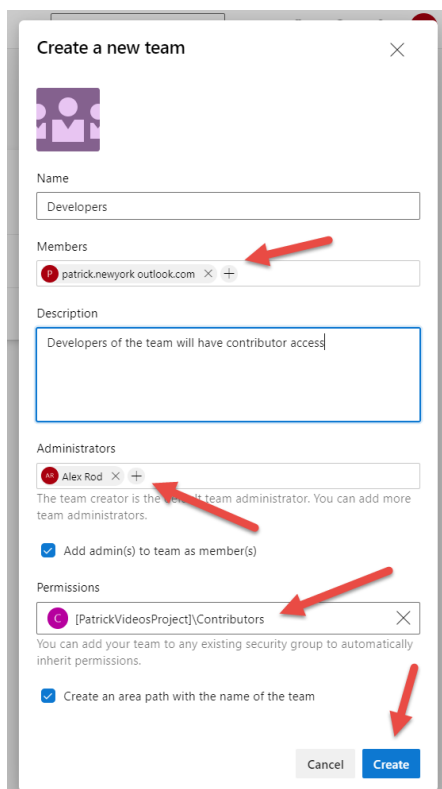 Create a new team
Name
Developers
Members
P patrick.newyork outlook.com
Description
Developers of the team will have contributor access
Administrators
AR Alex Rod
The team creator is the default team administrator. You can add more
team administrators.
Add admin(s) to team as member(s)
Permissions
C [PatrickVideosProject]\Contributors
You can add your team to any existing security group to automatically
inherit permissions.
Create an area path with the name of the team
Cancel Create